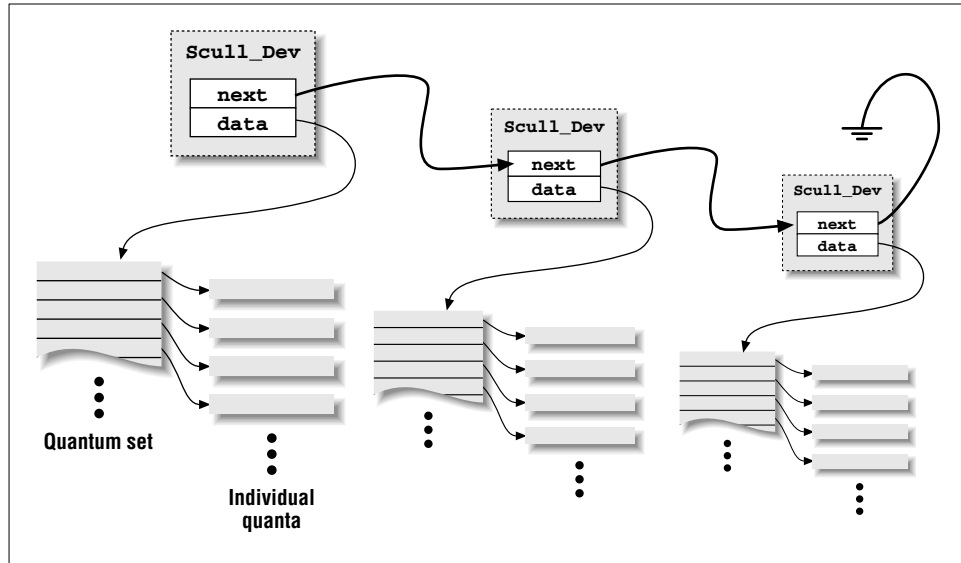 Scull_Dev
next
data
Scull_Dev
next
data
Scull_Dev
next
data
Quantum set
Individual
quanta